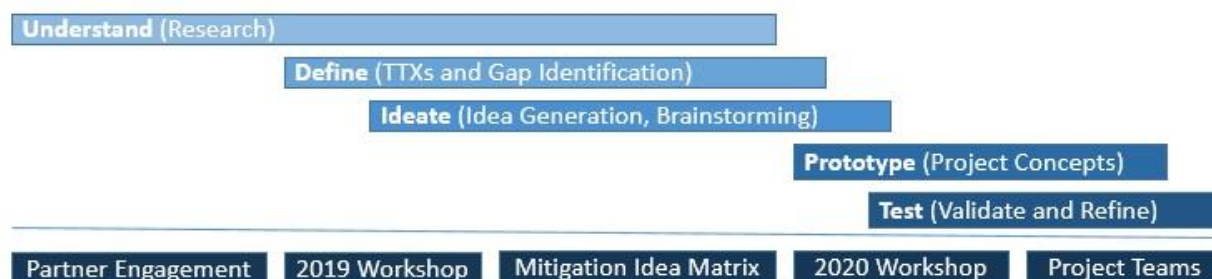 Understand (Research)
Define (TTXs and Gap Identification)
Ideate (Idea Generation, Brainstorming)
Prototype (Project Concepts)
Test (Validate and Refine)
Partner Engagement 2019 Workshop Mitigation Idea Matrix 2020 Workshop Project Teams